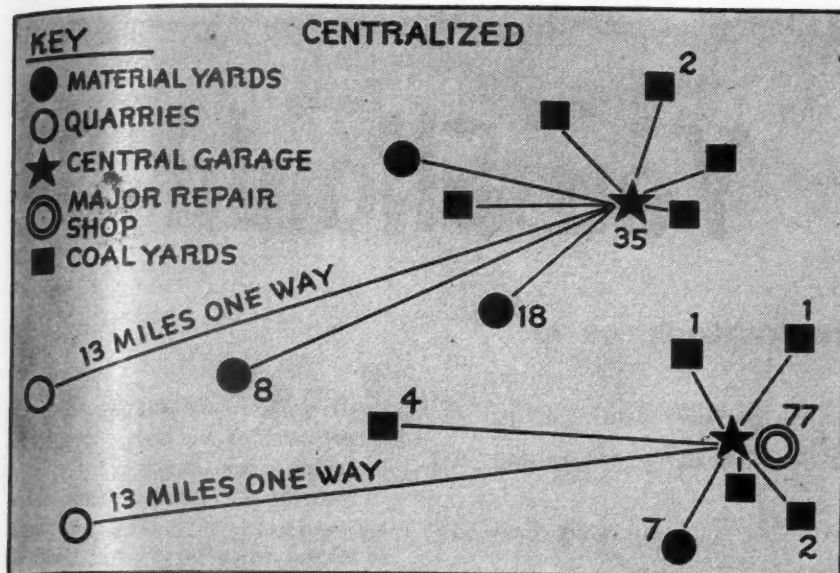 CENTRALIZED
KEY
MATERIAL YARDS
QUARRIES
CENTRAL GARAGE
MAJOR REPAIR
SHOP
COAL YARDS
2
35
18
13 MILES ONE WAY
8
1
1
4
77
13 MILES ONE WAY
7
2